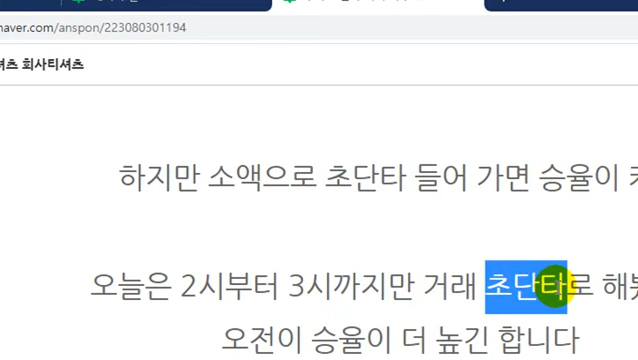 naver.com/anspon/223080301194
셔츠 회사티셔츠
하지만 소액으로 초단타 들어 가면 승율이
오늘은 2시부터 3시까지만 거래 초단타로
오전이 승율이 더 높긴 합니다